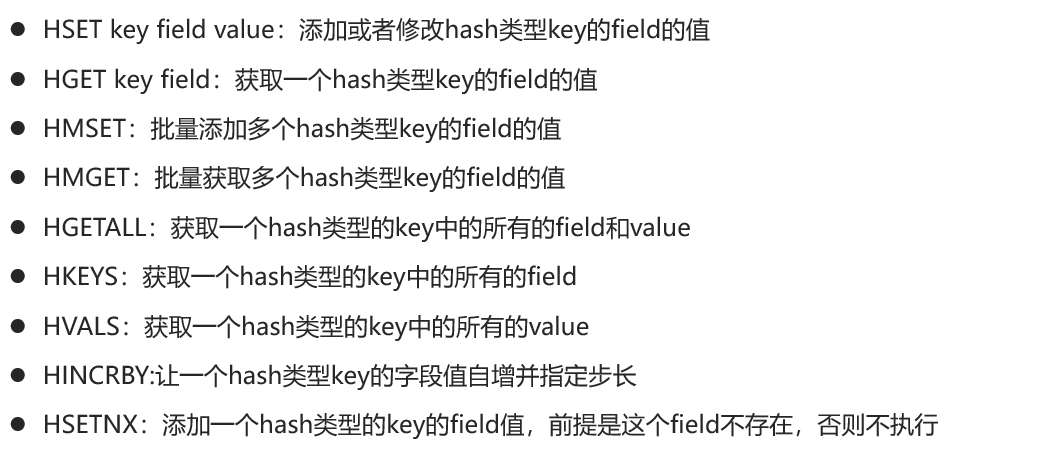 ● HSET key field value：添加或者修改hash类型key的field的值
● HGET key field：获取一个hash类型key的field的值
● HMSET：批量添加多个hash类型key的field的值
● HMGET：批量获取多个hash类型key的field的值
● HGETALL：获取一个hash类型的key中的所有的field和value
● HKEYS：获取一个hash类型的key中的所有的field
● HVALS：获取一个hash类型的key中的所有的value
● HINCRBY:让一个hash类型key的字段值自增并指定步长
● HSETNX：添加一个hash类型的key的field值，前提是这个field不存在，否则不执行